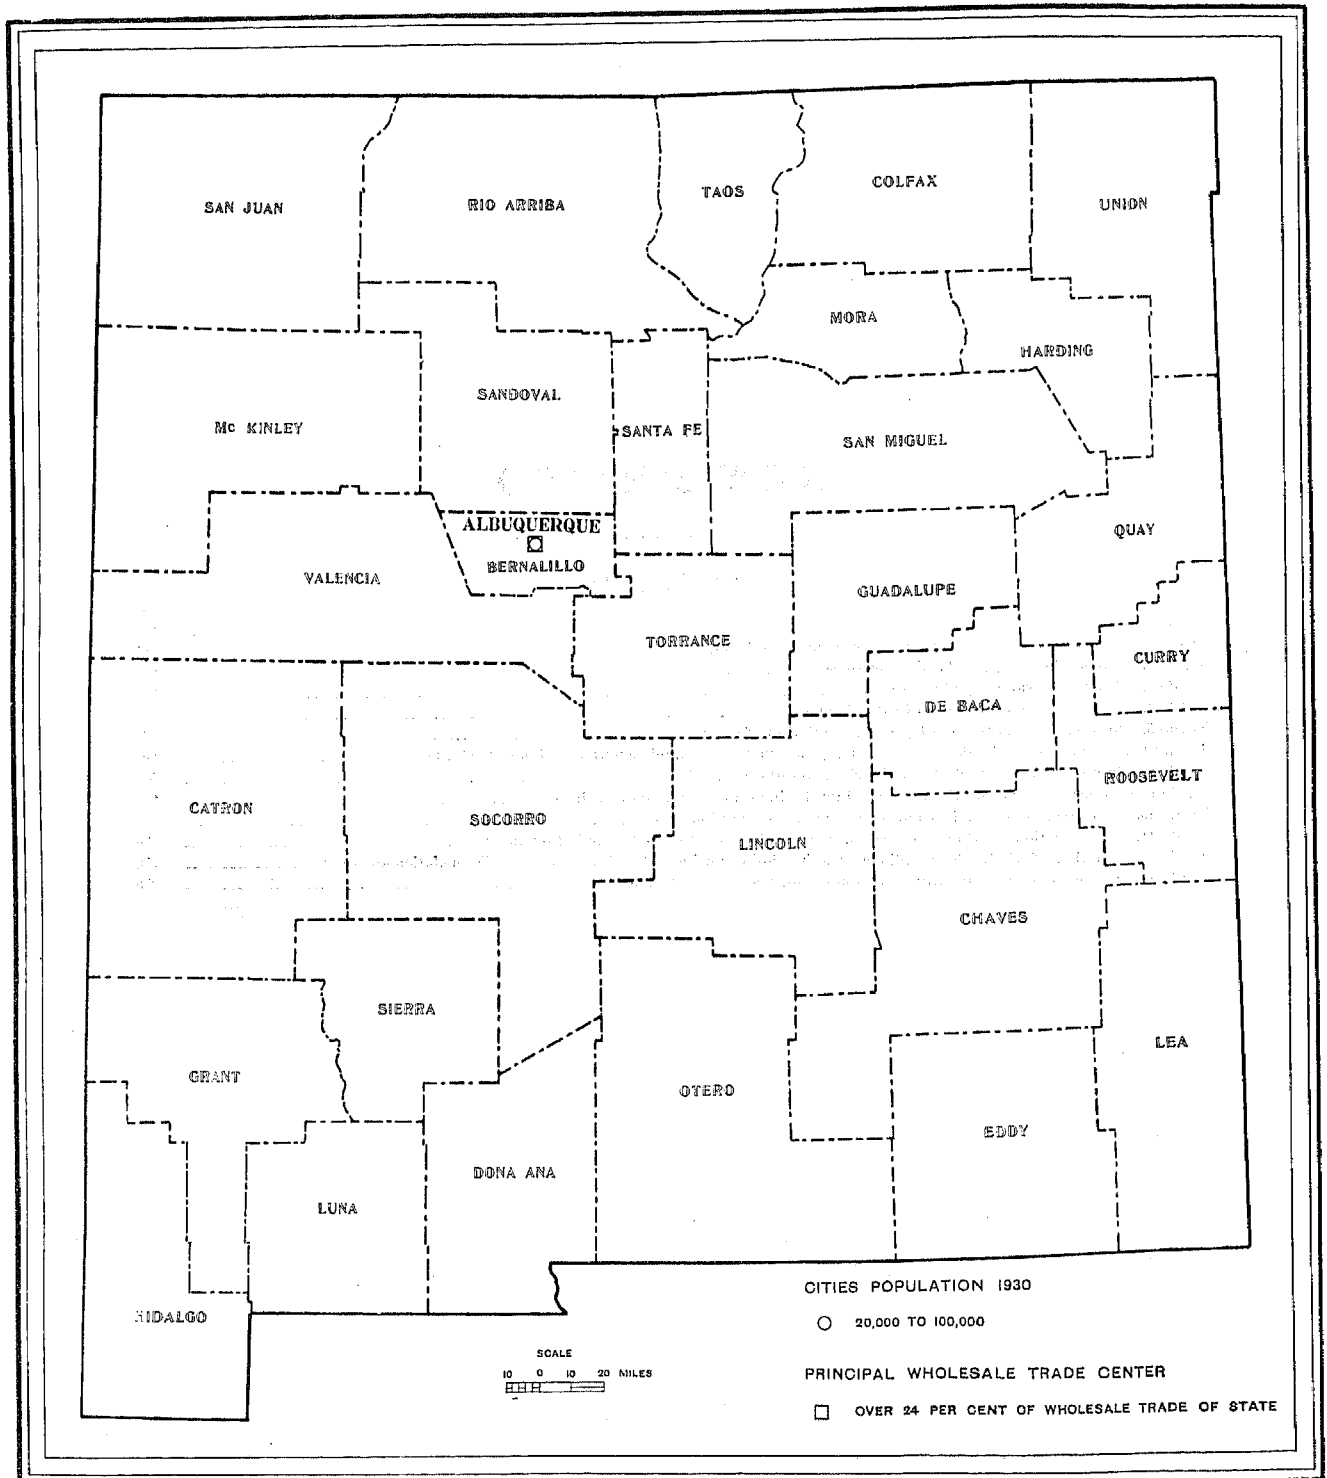 TAOS
COLFAX
SAN JUAN
RIO ARRIBA
UNION
MORA
HARDING
SANDOVAL
Mc KINLEY
SANTA FE
SAN MIGUEL
ALBUQUERQUE
QUAY
BERNALILLO
VALENCIA
GUADALUPE
TORRANCE
CURRY
DE BACA
ROOSEVELT
CATRON
SOCORRO
LINCOLN
CHAVES
SIERRA
LEA
GRANT
OTERO
EDDY
DONA ANA
LUNA
HIDALGO
CITIES POPULATION 1930
20,000 TO 100,000
SCALE
10 0 10 20 MILES
PRINCIPAL WHOLESALE TRADE CENTER
OVER 24 PER CENT OF WHOLESALE TRADE OF STATE